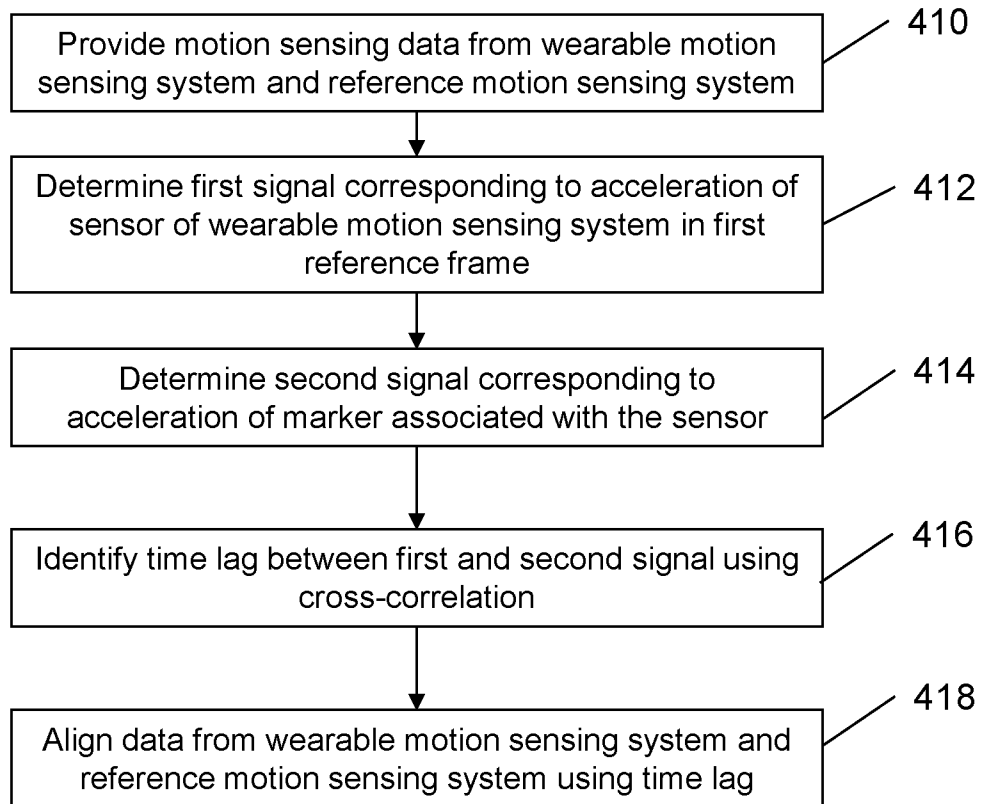 410
Provide motion sensing data from wearable motion
sensing system and reference motion sensing system
412
Determine first signal corresponding to acceleration of
sensor of wearable motion sensing system in first
reference frame
414
Determine second signal corresponding to
acceleration of marker associated with the sensor
416
Identify time lag between first and second signal using
cross-correlation
418
Align data from wearable motion sensing system and
reference motion sensing system using time lag